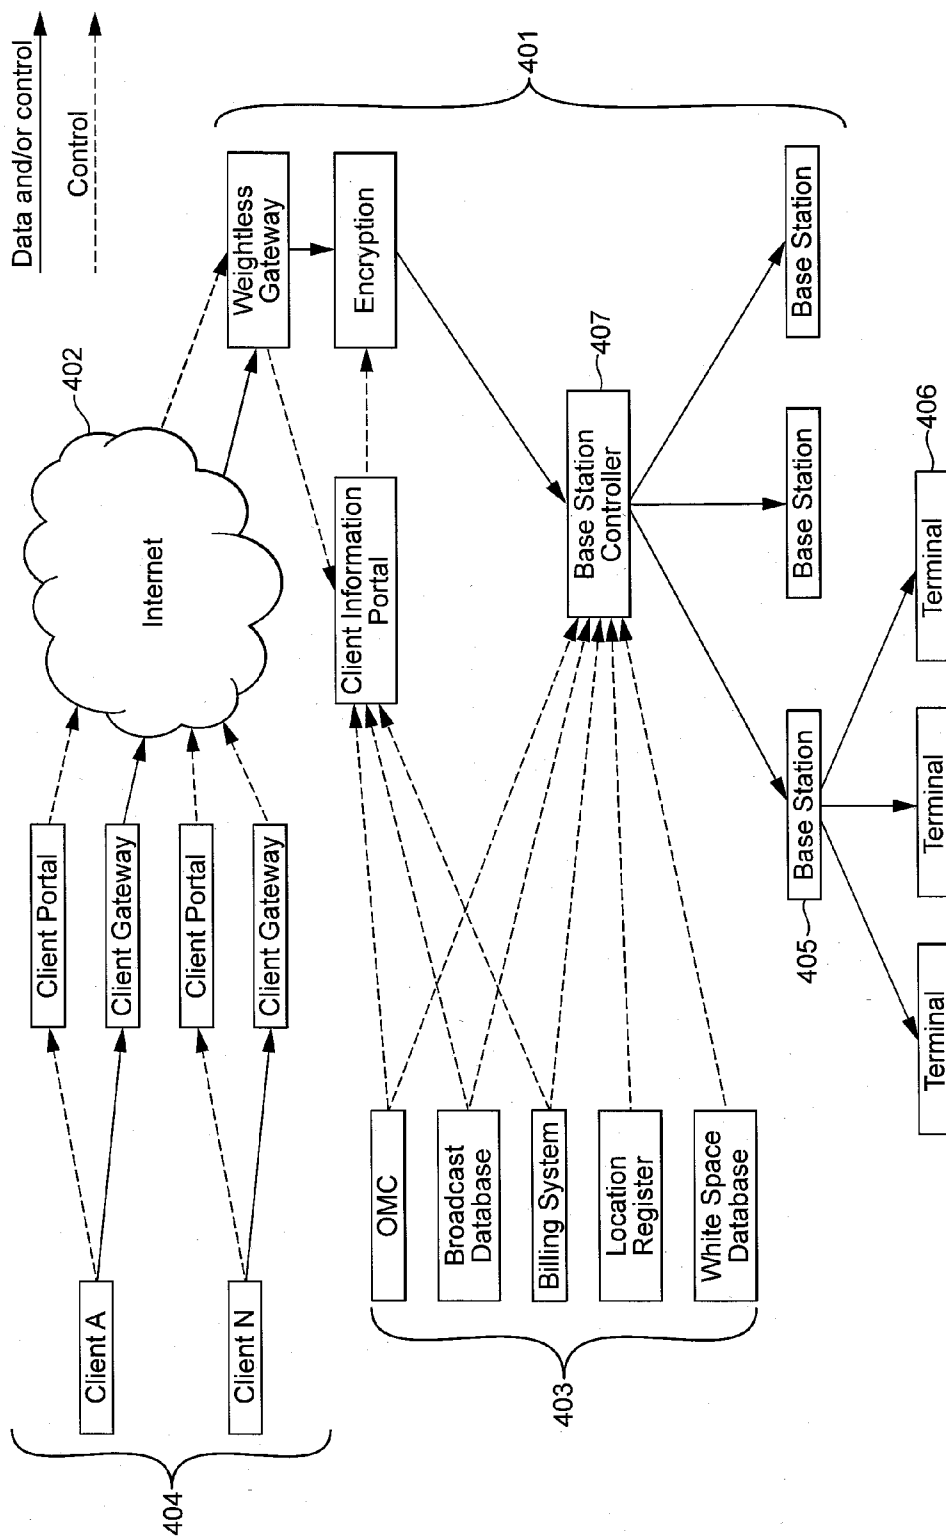 Data and/or control
Control
404
Client A
Client N
Client Portal
Client Gateway
Client Portal
Client Gateway
402
Internet
Weightless
Gateway
Encryption
401
Client Information
Portal
403
OMC
Broadcast
Database
Billing System
Location
Register
White Space
Database
407
Base Station
Controller
405
Base Station
Base Station
Base Station
406
Terminal
Terminal
Terminal